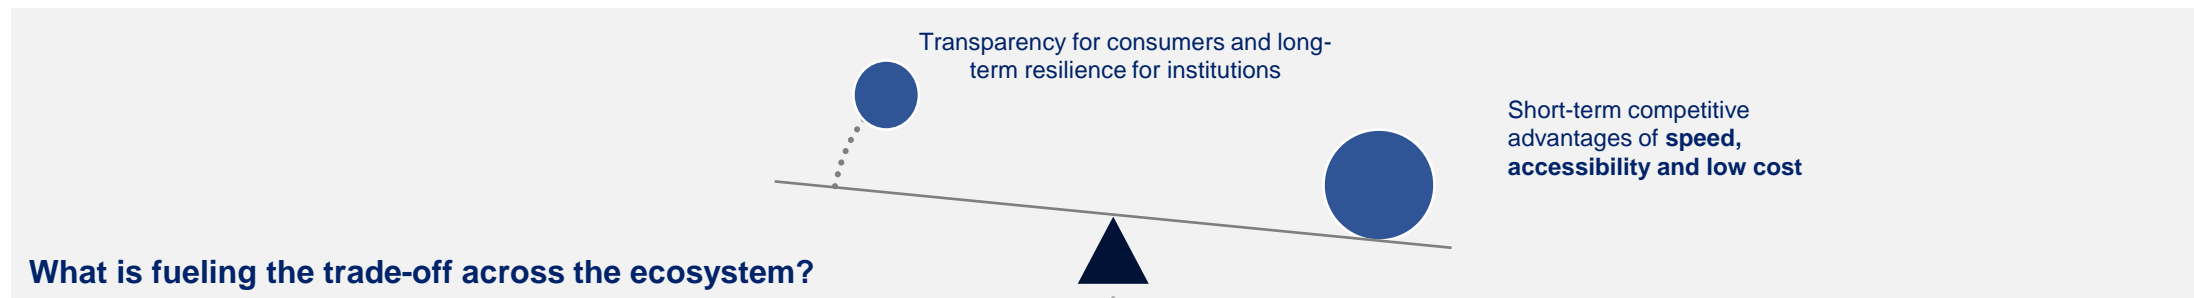 Transparency for consumers and long-
term resilience for institutions
Short-term competitive
advantages of speed,
accessibility and low cost
What is fueling the trade-off across the ecosystem?